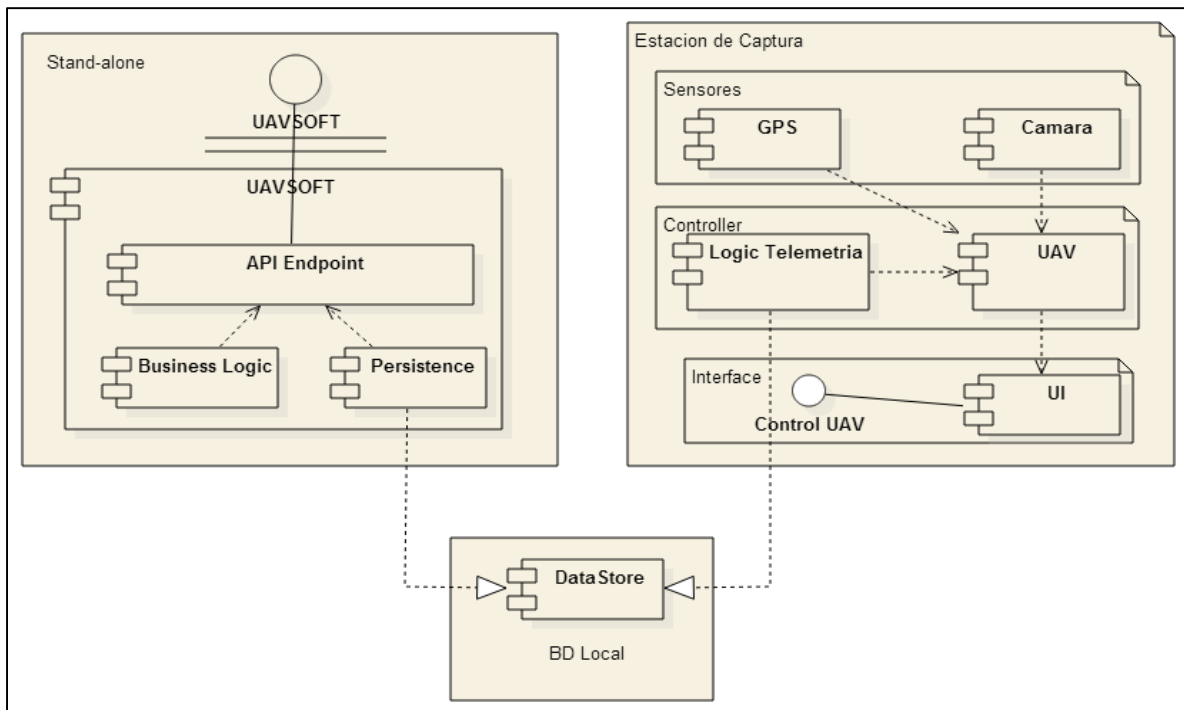 Stand-alone
UAVSOFT
UAVSOFT
API Endpoint
Business Logic
Persistence
Estacion de Captura
Sensores
GPS
Camara
Controller
Logic Telemetria
UAV
Interface
Control UAV
UI
DataStore
BD Local